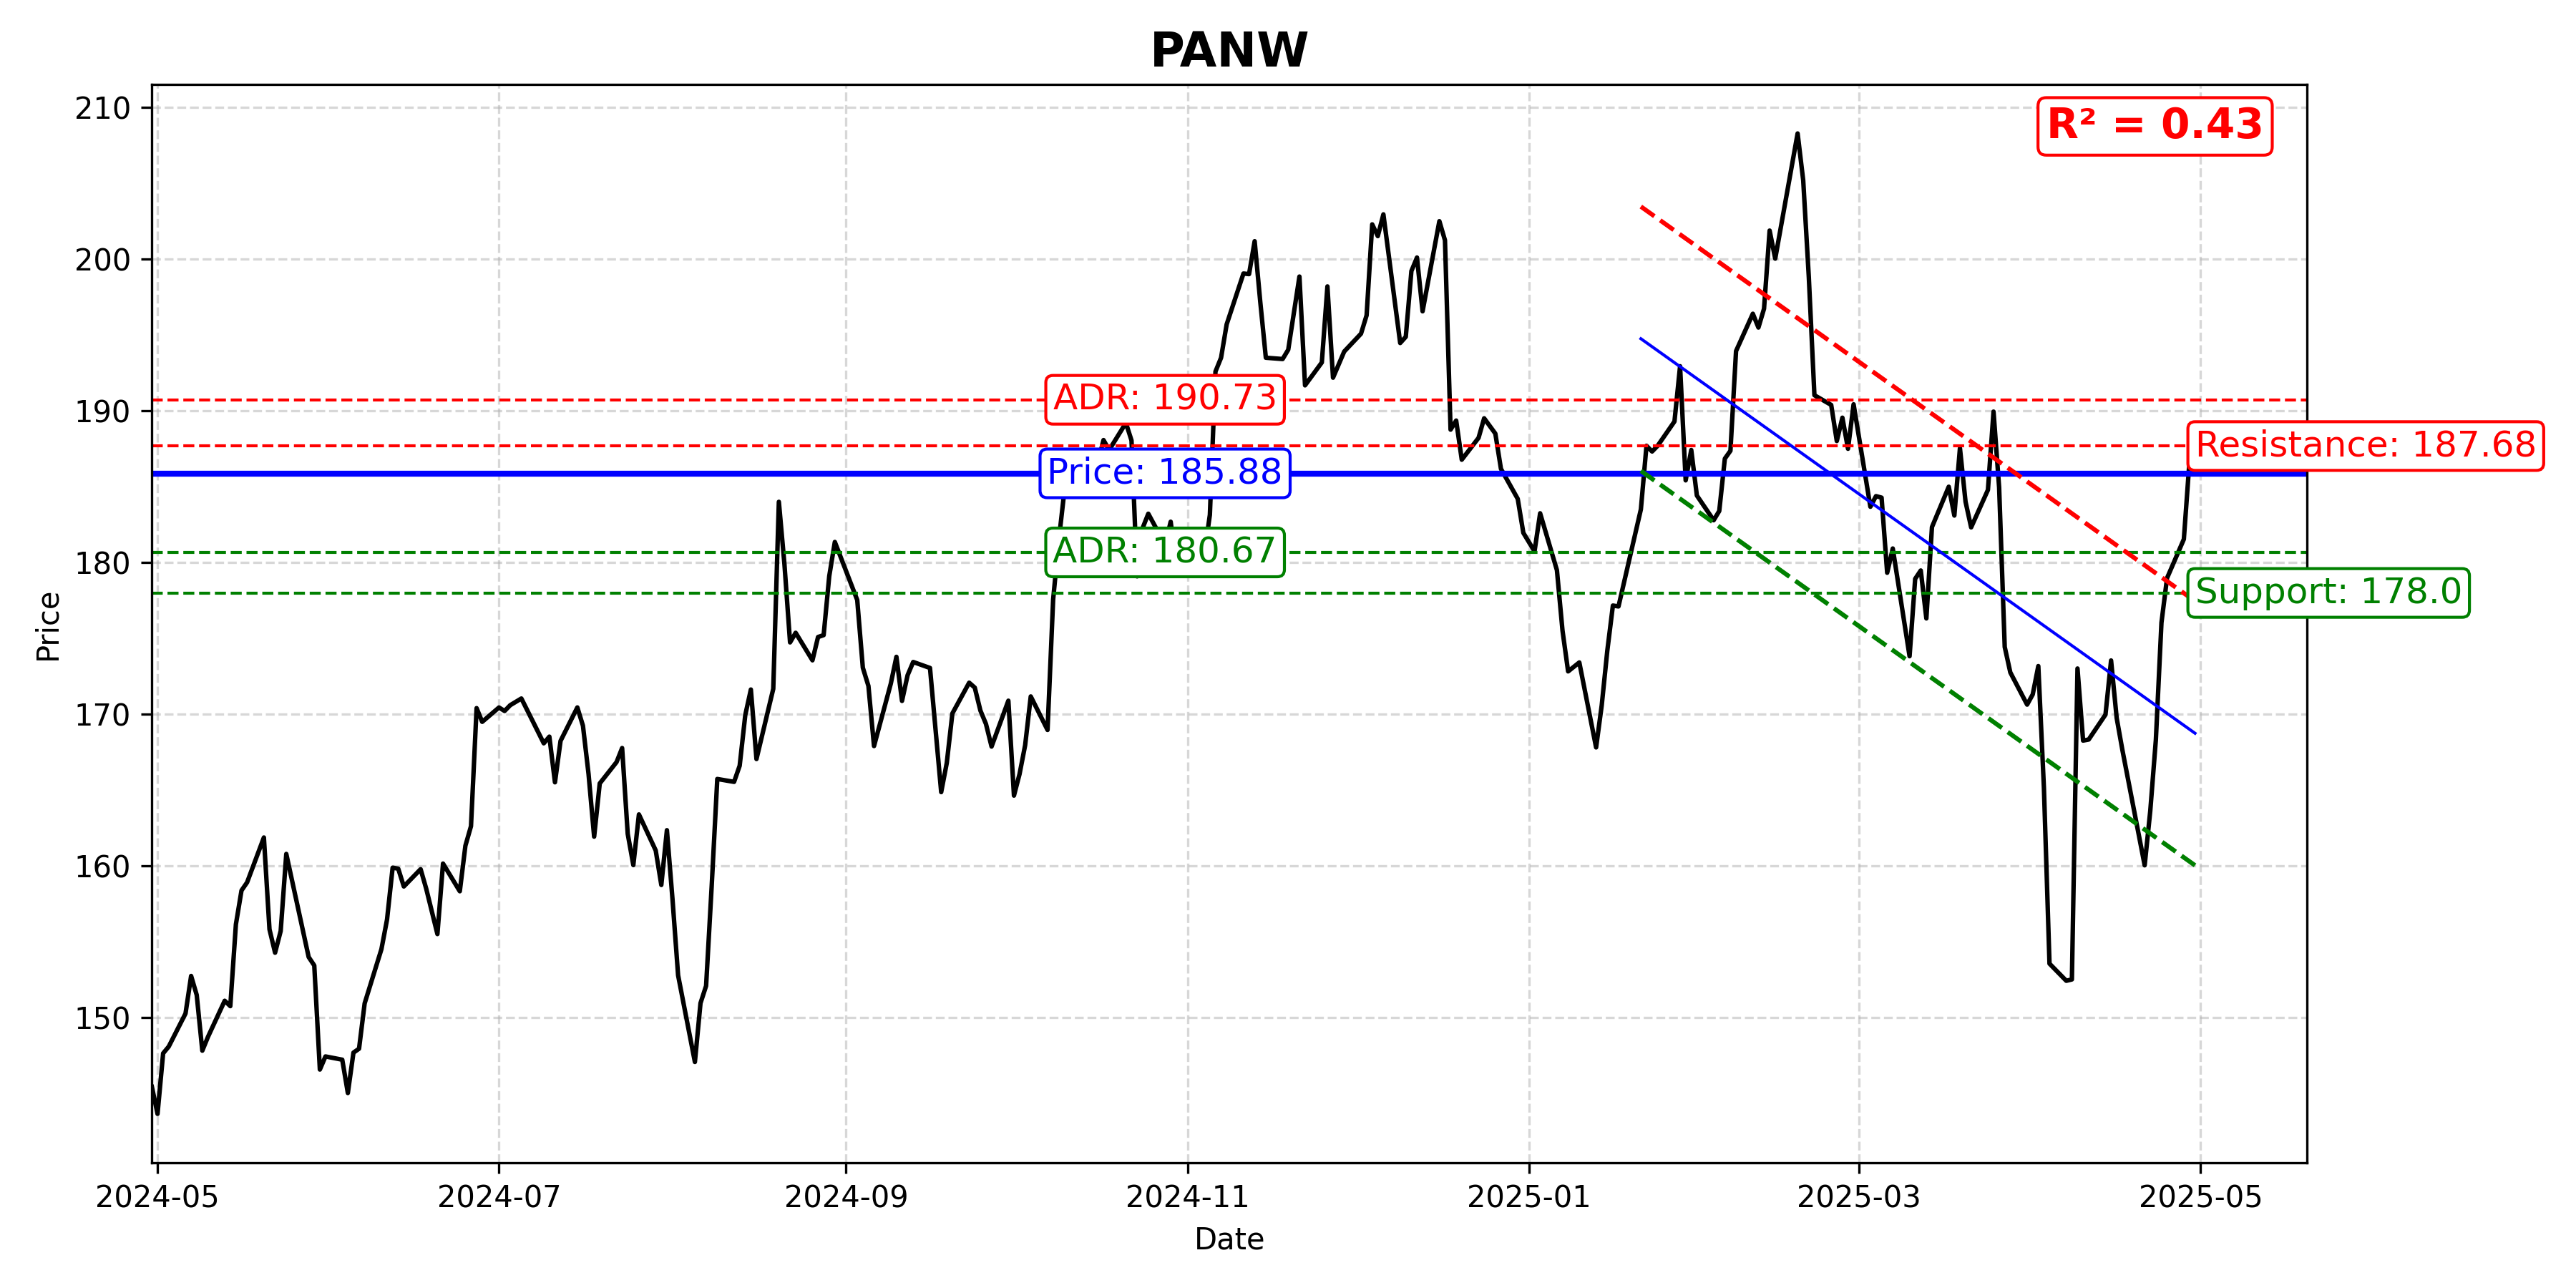 PANW
R² = 0.43
210
200
190
180
170
160
150
Price
ADR: 190.73
Resistance: 187.68
Price: 185.88
ADR: 180.67
Support: 178.0
2024-05
2024-07
2024-09
2024-11
2025-01
2025-03
2025-05
Date